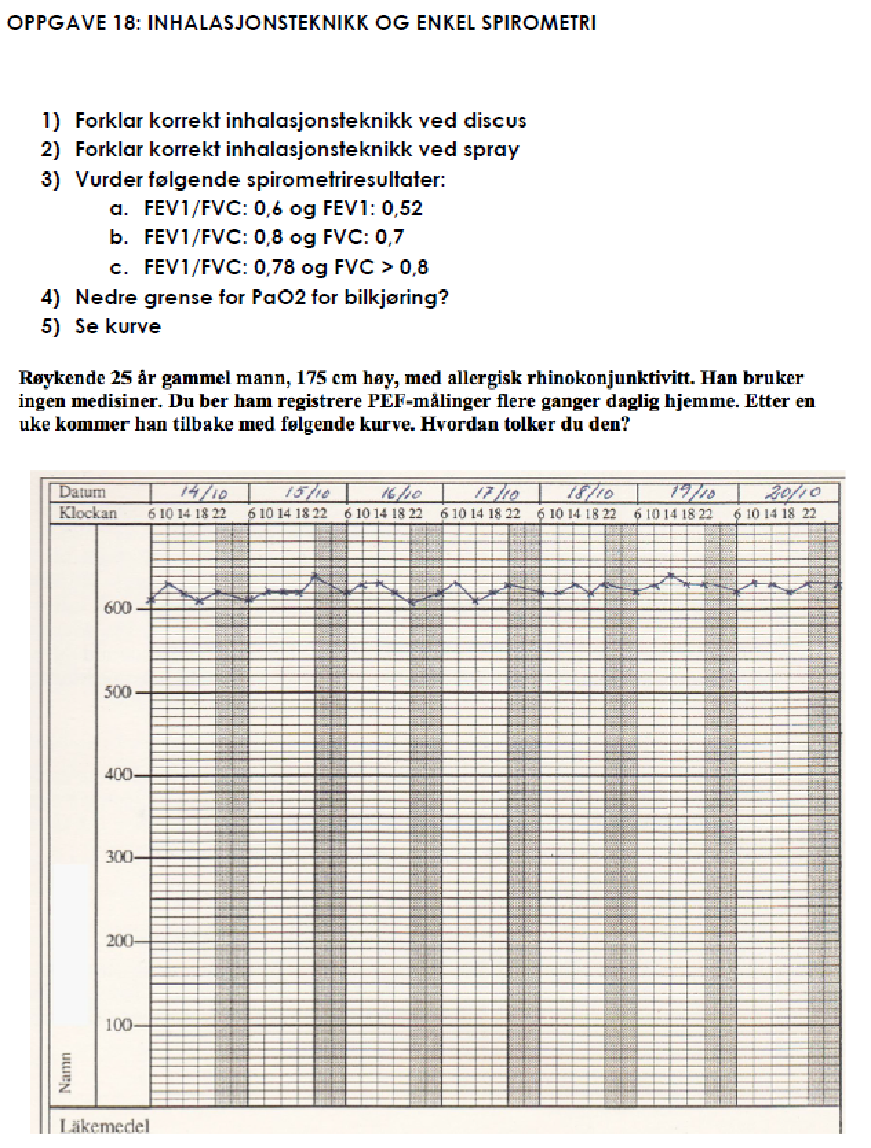 OPPGAVE 18: INHALASJONSTEKNIKK OG ENKEL SPIROMETRI
1) Forklar korrekt inhalasjonsteknikk ved discus
2) Forklar korrekt inhalasjonsteknikk ved spray
3) Vurder følgende spirometriresultater:
a. FEV1/FVC: 0,6 og FEV1: 0,52
b. FEV1/FVC: 0,8 og FVC: 0,7
c. FEV1/FVC: 0,78 og FVC > 0,8
4) Nedre grense for PaO2 for bilkjøring?
5) Se kurve
Røykende 25 år gammel mann, 175 cm høy, med allergisk rhinokonjunktivitt. Han bruker
ingen medisiner. Du ber ham registrere PEF-målinger flere ganger daglig hjemme. Etter en
uke kommer han tilbake med følgende kurve. Hvordan tolker du den?
Datum 14/10 15/10 16/10 17/10 18/10 19/10 20/10
Klockan 6 10 14 18 22 6 10 14 18 22 6 10 14 18 22 6 10 14 18 22 6 10 14 18 22 6 10 14 18 22 6 10 14 18 22
600
500
400
300
200
100
Namn
Läkemedel